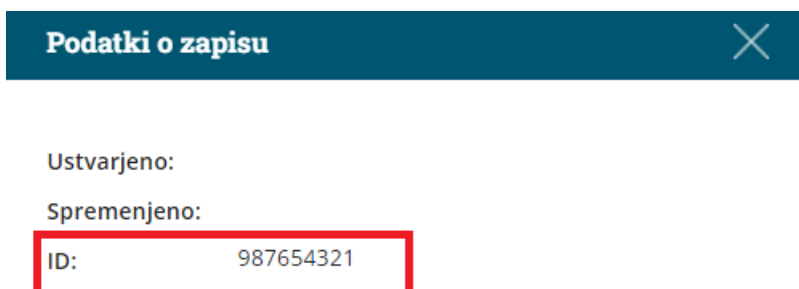 Podatki o zapisu
Ustvarjeno:
Spremenjeno:
ID: 987654321